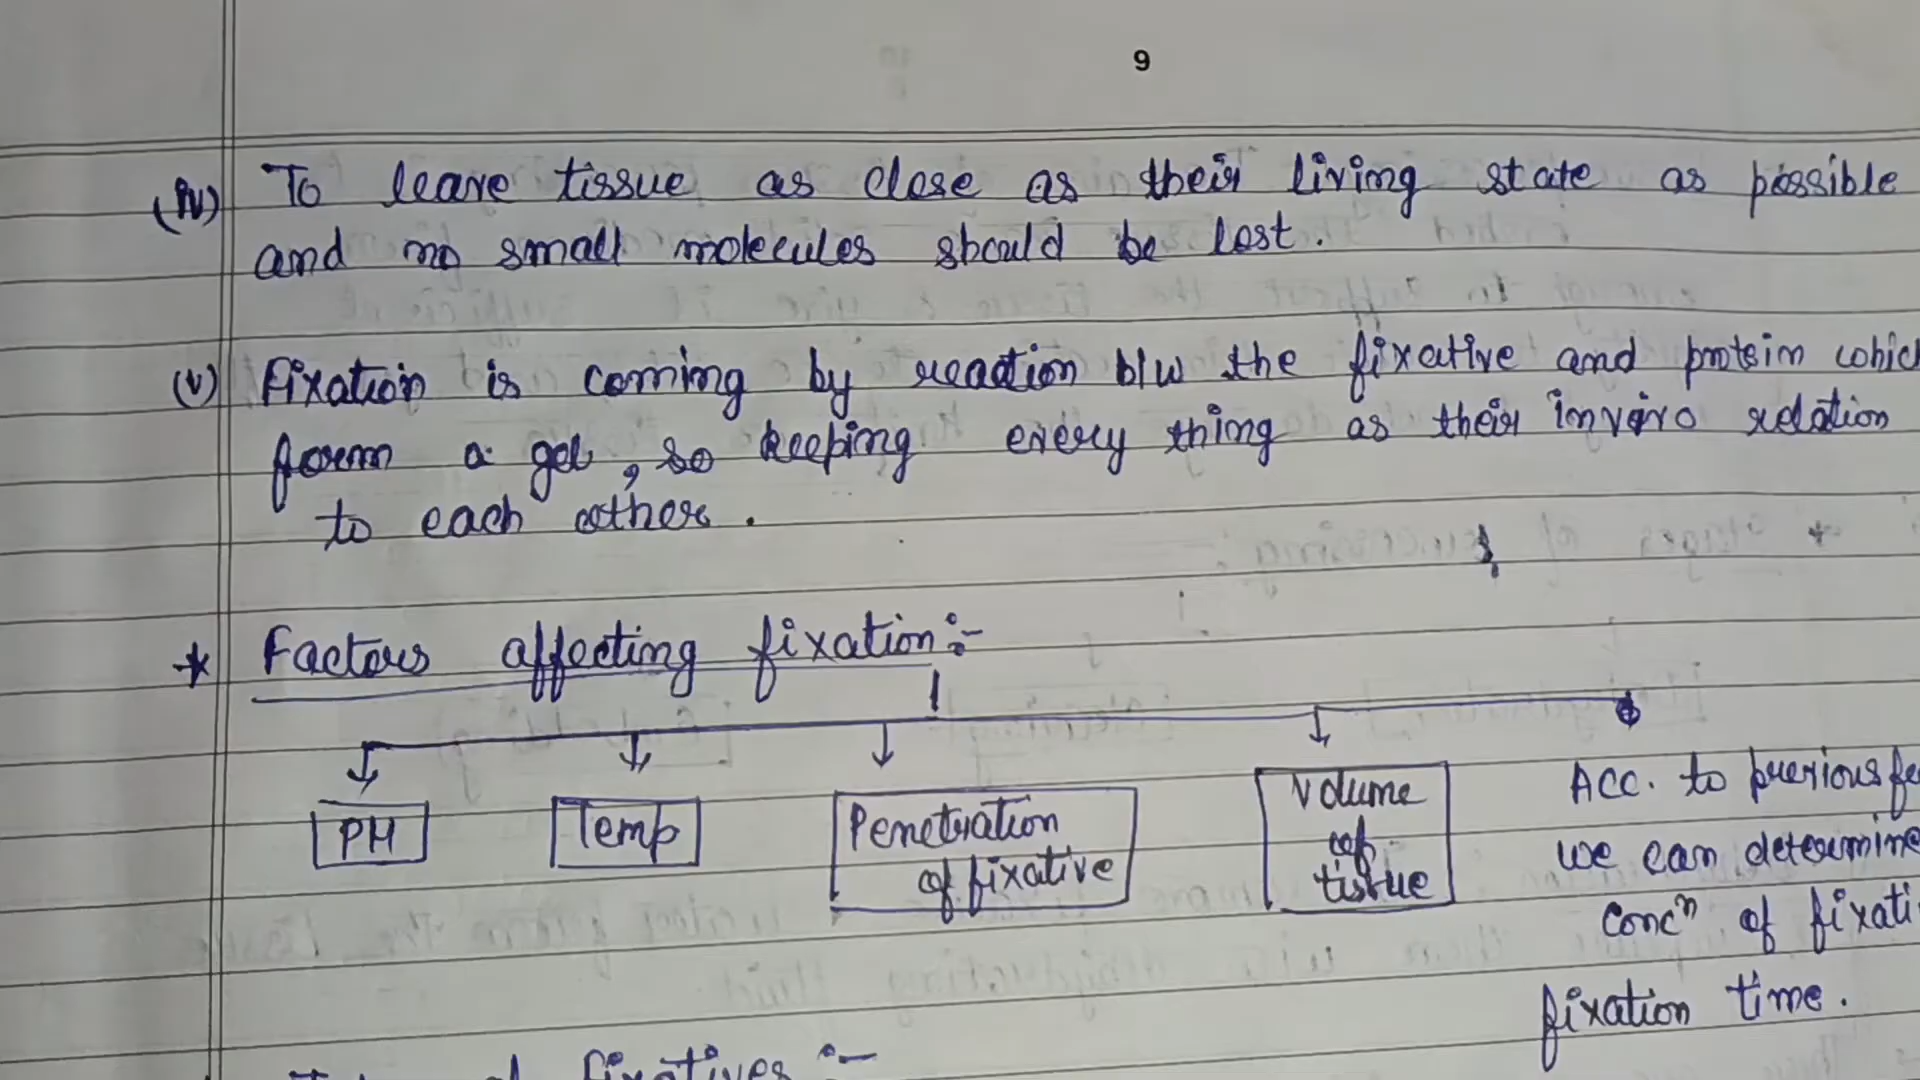 9
(iv) To leave tissue as close as their living state as possible
and no small molecules should be lost.
(v) Fixation is coming by reaction b/w the fixative and protein which
form a gel, so keeping every thing as their invivo relation
to each other.
* Factors affecting fixation:-
PH
Temp
Penetration
of fixative
Volume
of
tissue
Acc. to previous
we can determine
Concⁿ of
fixation time.
fixatives :-